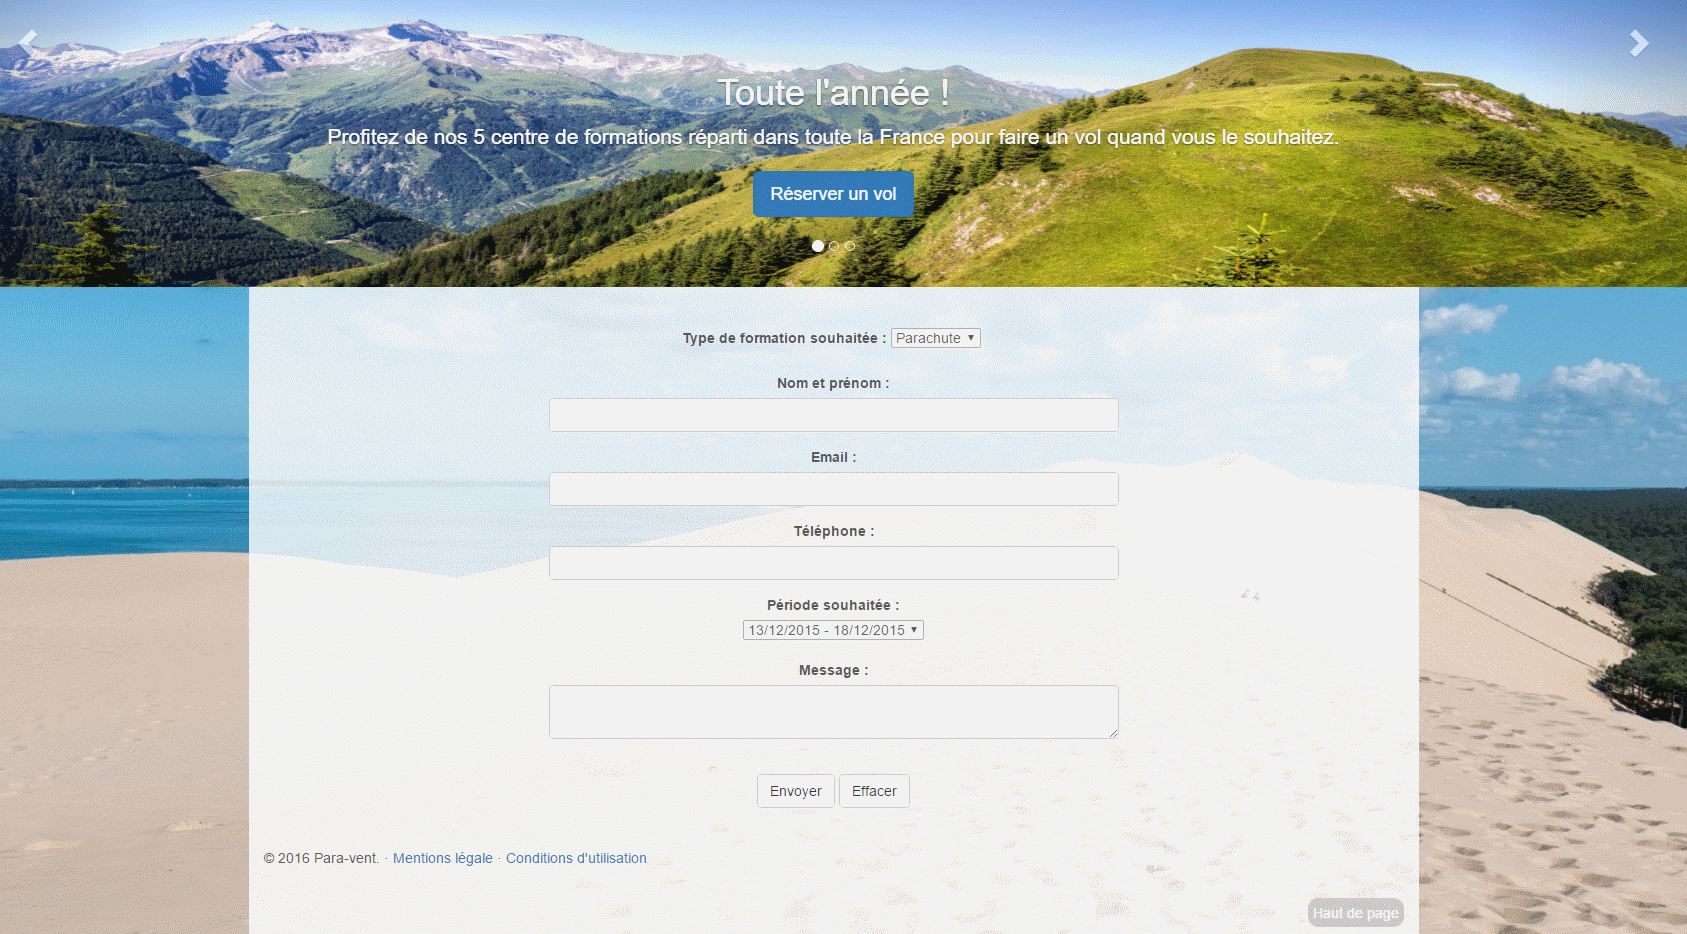 Toute l'année !
Profitez de nos 5 centre de formations réparti dans toute la France pour faire un vol quand vous le souhaitez.
Réserver un vol
Type de formation souhaitée : Parachute
Nom et prénom :
Email :
Téléphone :
Période souhaitée :
13/12/2015 - 18/12/2015
Message :
Envoyer Effacer
© 2016 Para-vent. · Mentions légale · Conditions d'utilisation
Haut de page